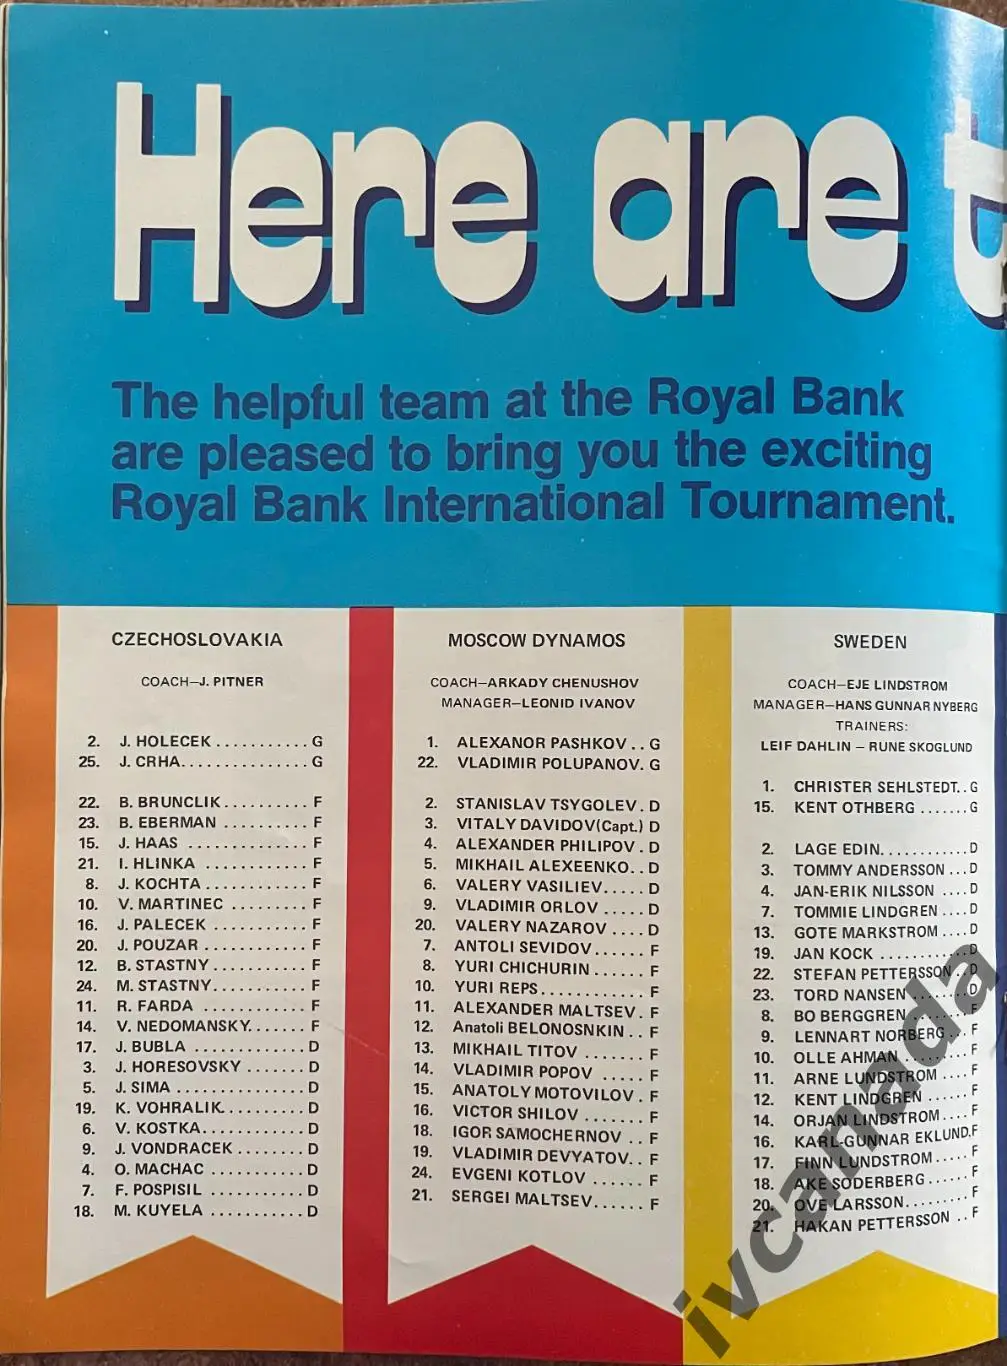 Here are t
The helpful team at the Royal Bank
are pleased to bring you the exciting
Royal Bank International Tournament.
CZECHOSLOVAKIA
COACH—J. PITNER
2. J. HOLECEK ........... G
25. J. CRHA............... G
22. B. BRUNCLIK.......... F
23. B. EBERMAN .......... F
15. J. HAAS .............. F
21. I. HLINKA ............ F
8. J. KOCHTA ............ F
10. V. MARTINEC ......... F
16. J. PALECEK ........... F
20. J. POUZAR ............ F
12. B. STASTNY........... F
24. M. STASTNY........... F
11. R. FARDA ............ F
14. V. NEDOMANSKY....... F
17. J. BUBLA ............. D
3. J. HORESOVSKY ....... D
5. J. SIMA ............... D
19. K. VOHRALIK.......... D
6. V. KOSTKA............ D
9. J. VONDRACEK ........ D
4. O. MACHAC ........... D
7. F. POSPISIL ........... D
18. M. KUYELA ........... D
MOSCOW DYNAMOS
COACH—ARKADY CHENUSHOV
MANAGER—LEONID IVANOV
1. ALEXANOR PASHKOV .. G
22. VLADIMIR POLUPANOV. G
2. STANISLAV TSYGOLEV. D
3. VITALY DAVIDOV(Capt.) D
4. ALEXANDER PHILIPOV . D
5. MIKHAIL ALEXEENKO.. D
6. VALERY VASILIEV..... D
9. VLADIMIR ORLOV ..... D
20. VALERY NAZAROV .... D
7. ANTOLI SEVIDOV ..... F
8. YURI CHICHURIN ...... F
10. YURI REPS............ F
11. ALEXANDER MALTSEV. F
12. Anatoli BELONOSNKIN .. F
13. MIKHAIL TITOV ....... F
14. VLADIMIR POPOV ..... F
15. ANATOLY MOTOVILOV . F
16. VICTOR SHILOV ....... F
18. IGOR SAMOCHERNOV .. F
19. VLADIMIR DEVYATOV.. F
24. EVGENI KOTLOV ...... F
21. SERGEI MALTSEV...... F
SWEDEN
COACH—EJE LINDSTROM
MANAGER—HANS GUNNAR NYBERG
TRAINERS:
LEIF DAHLIN – RUNE SKOGLUND
1. CHRISTER SEHLSTEDT.. G
15. KENT OTHBERG ....... G
2. LAGE EDIN............ D
3. TOMMY ANDERSSON ... D
4. JAN-ERIK NILSSON .... D
7. TOMMIE LINDGREN .... D
13. GOTE MARKSTROM .... D
19. JAN KOCK ............ D
22. STEFAN PETTERSSON .. D
23. TORD NANSEN ........ D
8. BO BERGGREN ........ F
9. LENNART NORBERG ... F
10. OLLE AHMAN ......... F
11. ARNE LUNDSTROM .... F
12. KENT LINDGREN ...... F
14. ORJAN LINDSTROM.... F
16. KARL-GUNNAR EKLUND. F
17. FINN LUNDSTROM ..... F
18. AKE SODERBERG...... F
20. OVE LARSSON......... F
21. HAKAN PETTERSSON .. F
ivcanada